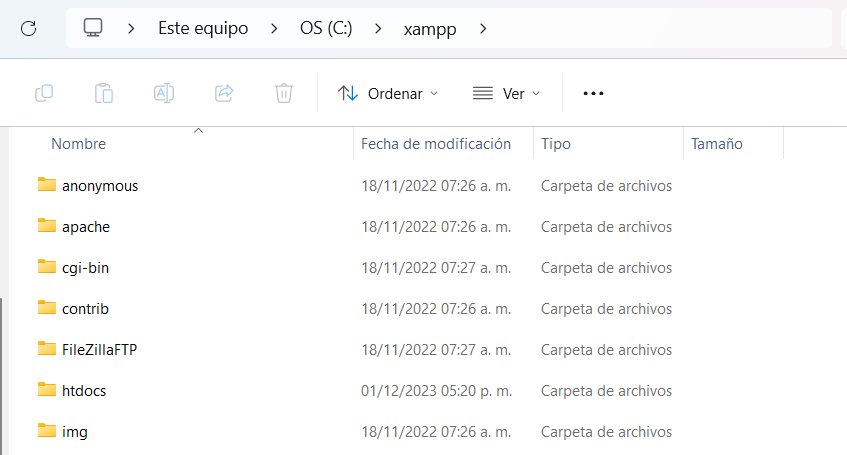 Este equipo > OS (C:) > xampp >
Ordenar Ver
Nombre Fecha de modificación Tipo Tamaño
anonymous 18/11/2022 07:26 a. m. Carpeta de archivos
apache 18/11/2022 07:26 a. m. Carpeta de archivos
cgi-bin 18/11/2022 07:27 a. m. Carpeta de archivos
contrib 18/11/2022 07:26 a. m. Carpeta de archivos
FileZillaFTP 18/11/2022 07:27 a. m. Carpeta de archivos
htdocs 01/12/2023 05:20 p. m. Carpeta de archivos
img 18/11/2022 07:26 a. m. Carpeta de archivos